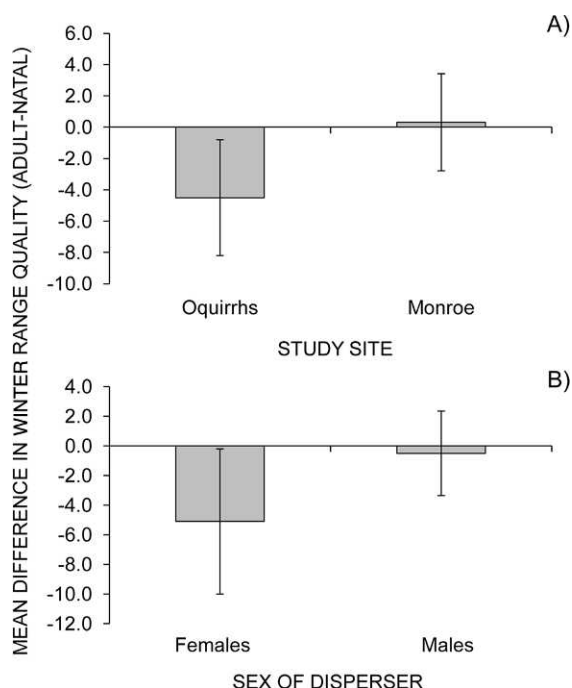 MEAN DIFFERENCE IN WINTER RANGE QUALITY (ADULT-NATAL)
A)
6.0
4.0
2.0
0.0
-2.0
-4.0
-6.0
-8.0
-10.0
Oquirrhs Monroe
STUDY SITE
B)
4.0
2.0
0.0
-2.0
-4.0
-6.0
-8.0
-10.0
-12.0
Females Males
SEX OF DISPERSER